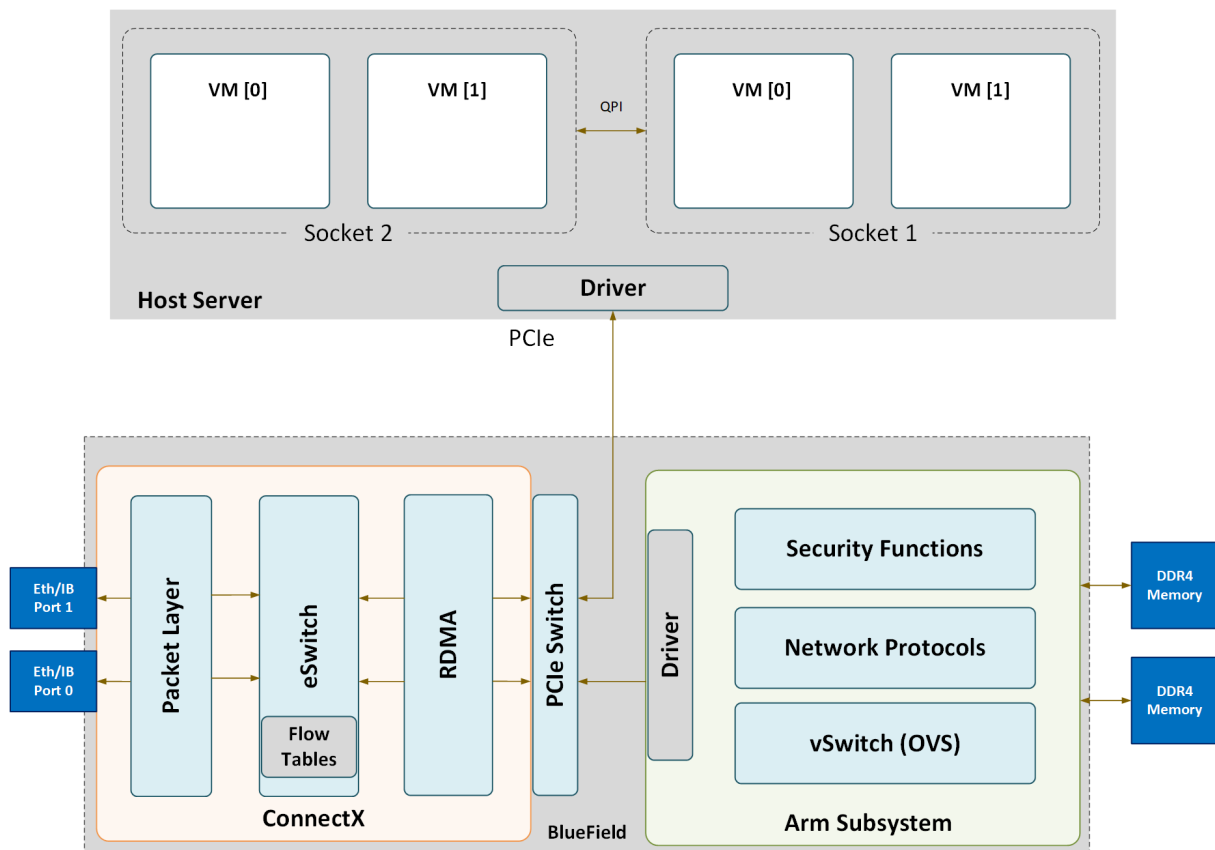 VM [0]
VM [1]
QPI
VM [0]
VM [1]
Socket 2
Socket 1
Driver
Host Server
PCIe
Eth/IB
Port 1
Eth/IB
Port 0
Packet Layer
eSwitch
Flow
Tables
RDMA
ConnectX
PCIe Switch
BlueField
Driver
Security Functions
Network Protocols
vSwitch (OVS)
Arm Subsystem
DDR4
Memory
DDR4
Memory